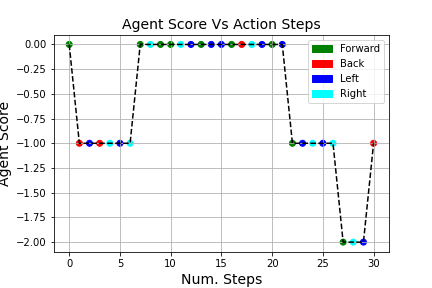 Agent Score Vs Action Steps
0.00
−0.25
−0.50
−0.75
−1.00
−1.25
−1.50
−1.75
−2.00
Agent Score
Forward
Back
Left
Right
0 5 10 15 20 25 30
Num. Steps